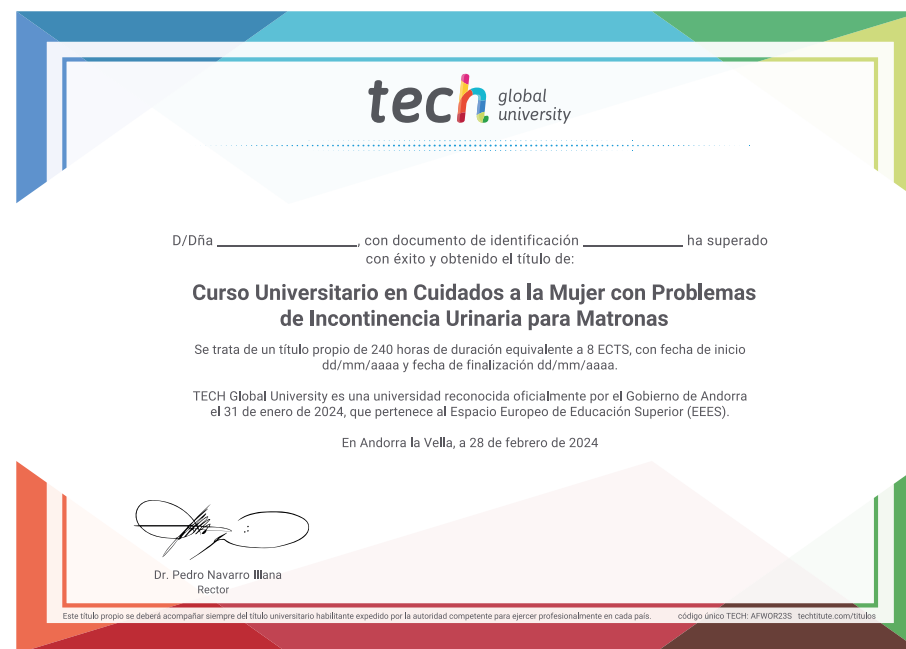 tech global university
D/Dña ____________________, con documento de identificación ______________ ha superado
con éxito y obtenido el título de:
Curso Universitario en Cuidados a la Mujer con Problemas
de Incontinencia Urinaria para Matronas
Se trata de un título propio de 240 horas de duración equivalente a 8 ECTS, con fecha de inicio
dd/mm/aaaa y fecha de finalización dd/mm/aaaa.
TECH Global University es una universidad reconocida oficialmente por el Gobierno de Andorra
el 31 de enero de 2024, que pertenece al Espacio Europeo de Educación Superior (EEES).
En Andorra la Vella, a 28 de febrero de 2024
Dr. Pedro Navarro Illana
Rector
Este título propio se deberá acompañar siempre del título universitario habilitante expedido por la autoridad competente para ejercer profesionalmente en cada país. código único TECH: AFWOR23S techtitute.com/titulos